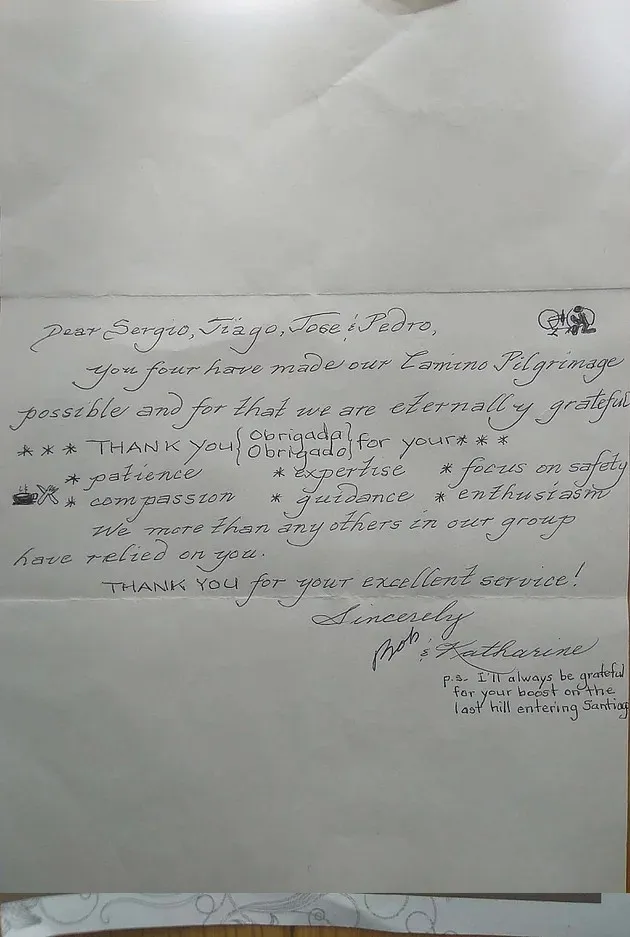 Dear Sergio, Tiago, Jose & Pedro,
You four have made our Camino Pilgrimage
possible and for that we are eternally grateful
* * * THANK YOU { Obrigada } for your * * *
{ Obrigado }
* patience * expertise * focus on safety
* compassion * guidance * enthusiasm
We more than any others in our group
have relied on you.
THANK YOU for your excellent service!
Sincerely
Bob & Katharine
p.s. I'll always be grateful
for your boost on the
last hill entering Santiag